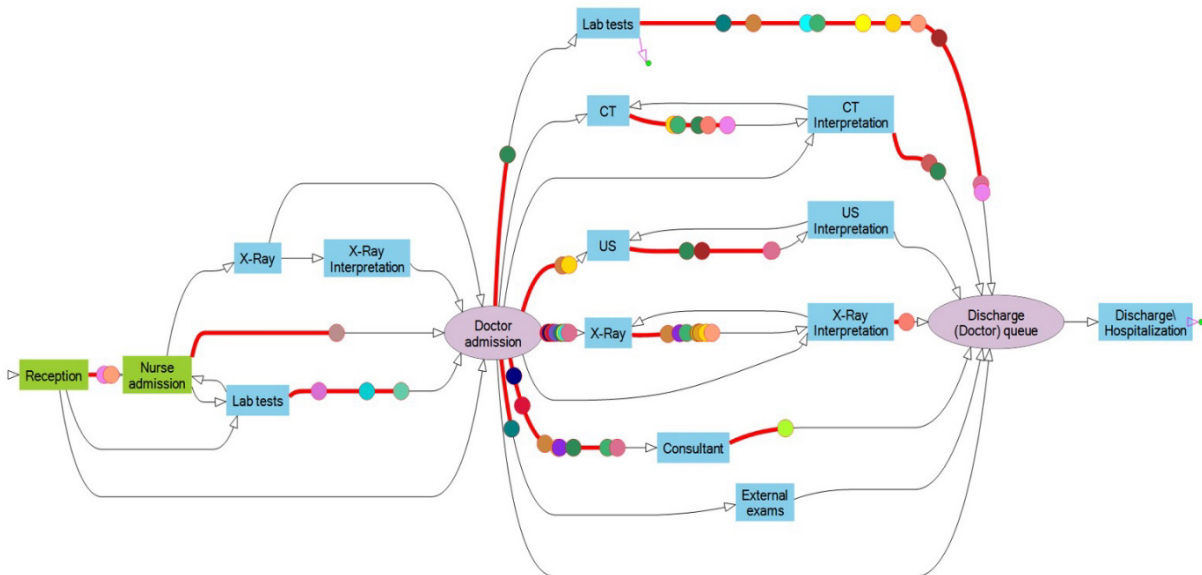 Lab tests
CT
CT
Interpretation
US
Interpretation
US
X-Ray
X-Ray
Interpretation
Doctor
admission
X-Ray
X-Ray
Interpretation
Discharge
(Doctor) queue
Discharge\
Hospitalization
Reception
Nurse
admission
Lab tests
Consultant
External
exams